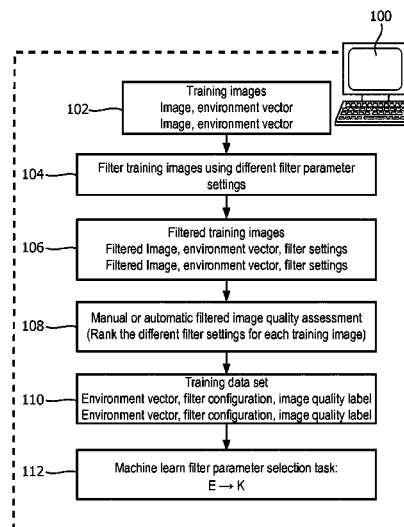 100
102
Training images
Image, environment vector
Image, environment vector
104
Filter training images using different filter parameter
settings
106
Filtered training images
Filtered Image, environment vector, filter settings
Filtered Image, environment vector, filter settings
108
Manual or automatic filtered image quality assessment
(Rank the different filter settings for each training image)
110
Training data set
Environment vector, filter configuration, image quality label
Environment vector, filter configuration, image quality label
112
Machine learn filter parameter selection task:
E → K